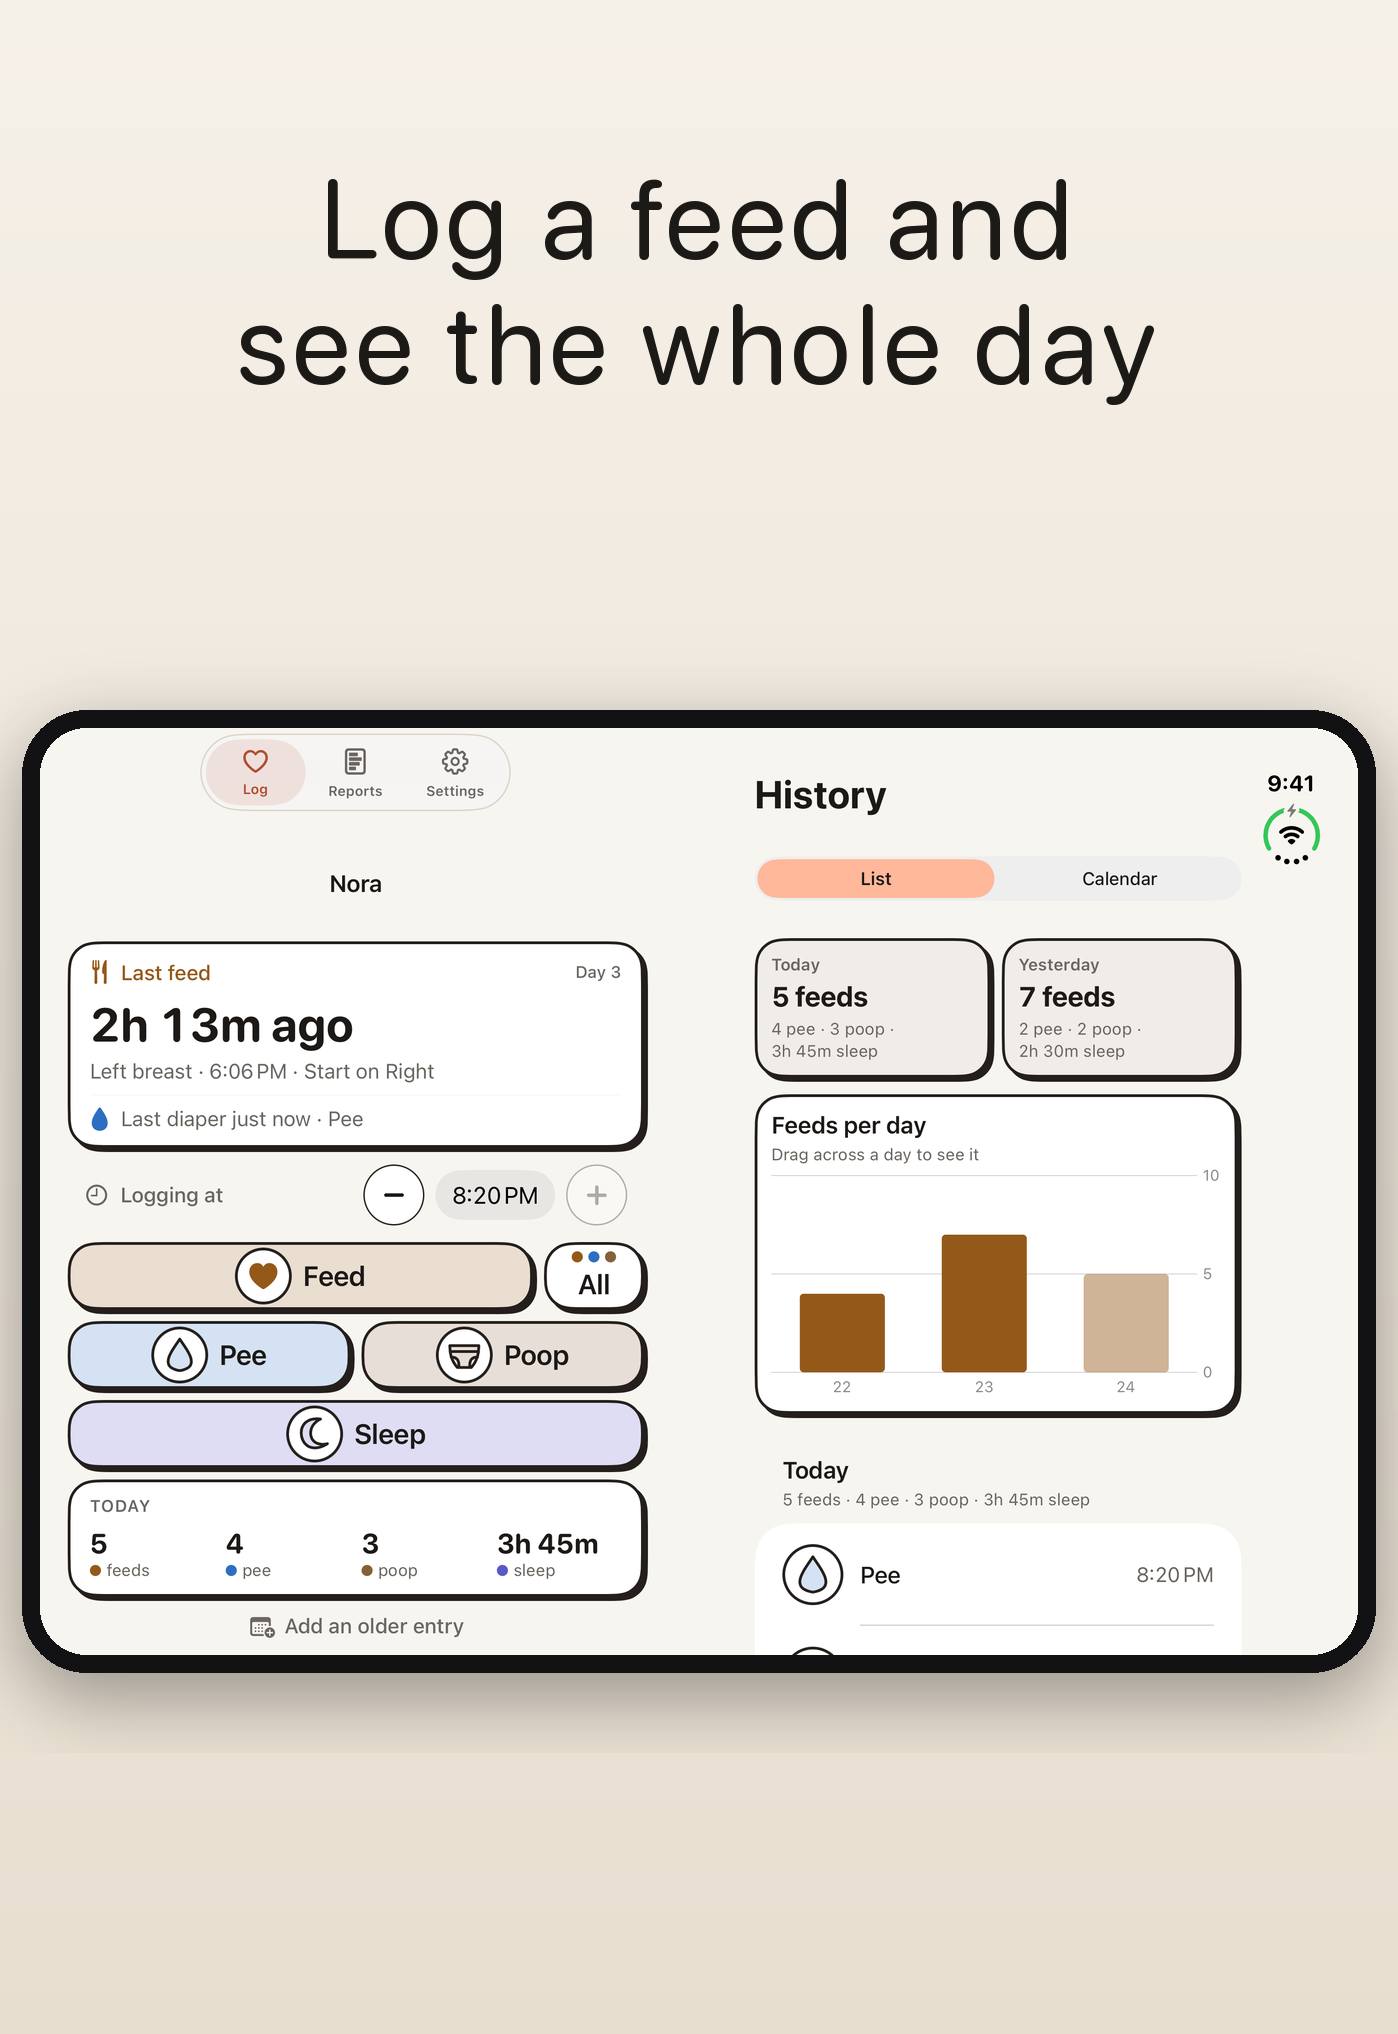 Log a feed and
see the whole day
Log
Reports
Settings
Nora
Last feed
Day 3
2h 13m ago
Left breast · 6:06 PM · Start on Right
Last diaper just now · Pee
Logging at
8:20 PM
Feed
All
Pee
Poop
Sleep
TODAY
5
4
3
3h 45m
feeds
pee
poop
sleep
Add an older entry
History
9:41
List
Calendar
Today
5 feeds
4 pee · 3 poop ·
3h 45m sleep
Yesterday
7 feeds
2 pee · 2 poop ·
2h 30m sleep
Feeds per day
Drag across a day to see it
10
5
0
22
23
24
Today
5 feeds · 4 pee · 3 poop · 3h 45m sleep
Pee
8:20 PM